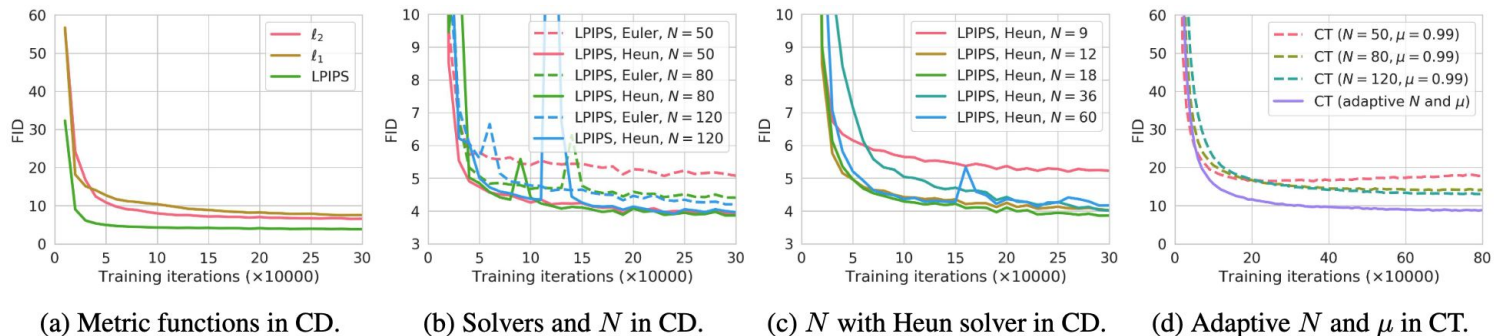 FID
60
50
40
30
20
10
0
0 5 10 15 20 25 30
Training iterations (×10000)
ℓ₂
ℓ₁
LPIPS
(a) Metric functions in CD.
FID
10
9
8
7
6
5
4
3
0 5 10 15 20 25 30
Training iterations (×10000)
LPIPS, Euler, N = 50
LPIPS, Heun, N = 50
LPIPS, Euler, N = 80
LPIPS, Heun, N = 80
LPIPS, Euler, N = 120
LPIPS, Heun, N = 120
(b) Solvers and N in CD.
FID
10
9
8
7
6
5
4
3
0 5 10 15 20 25 30
Training iterations (×10000)
LPIPS, Heun, N = 9
LPIPS, Heun, N = 12
LPIPS, Heun, N = 18
LPIPS, Heun, N = 36
LPIPS, Heun, N = 60
(c) N with Heun solver in CD.
FID
60
50
40
30
20
10
0
0 10 20 30 40 50 60 70 80
Training iterations (×10000)
CT (N = 50, μ = 0.99)
CT (N = 80, μ = 0.99)
CT (N = 120, μ = 0.99)
CT (adaptive N and μ)
(d) Adaptive N and μ in CT.